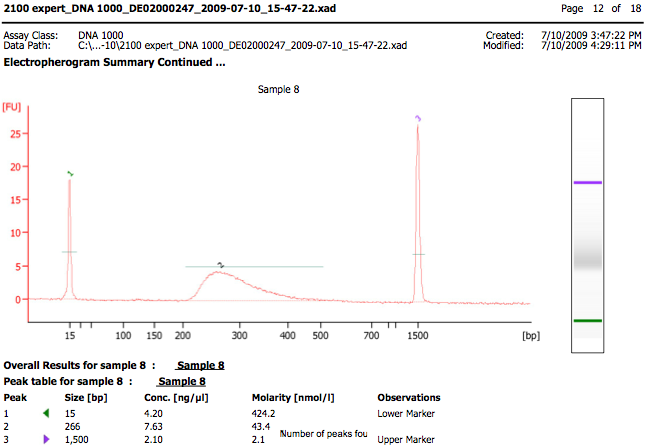 2100 expert_DNA 1000_DE02000247_2009-07-10_15-47-22.xad Page 12 of 18
Assay Class: DNA 1000 Created: 7/10/2009 3:47:22 PM
Data Path: C:\...-10\2100 expert_DNA 1000_DE02000247_2009-07-10_15-47-22.xad Modified: 7/10/2009 4:29:11 PM
Electropherogram Summary Continued ...
Sample 8
[FU]
25
20
15
10
5
0
15 100 150 200 300 400 500 700 1500 [bp]
Overall Results for sample 8 : Sample 8
Peak table for sample 8 : Sample 8
Peak Size [bp] Conc. [ng/µl] Molarity [nmol/l] Observations
1 15 4.20 424.2 Lower Marker
2 266 7.63 43.4
Number of peaks fou
3 1,500 2.10 2.1 Upper Marker